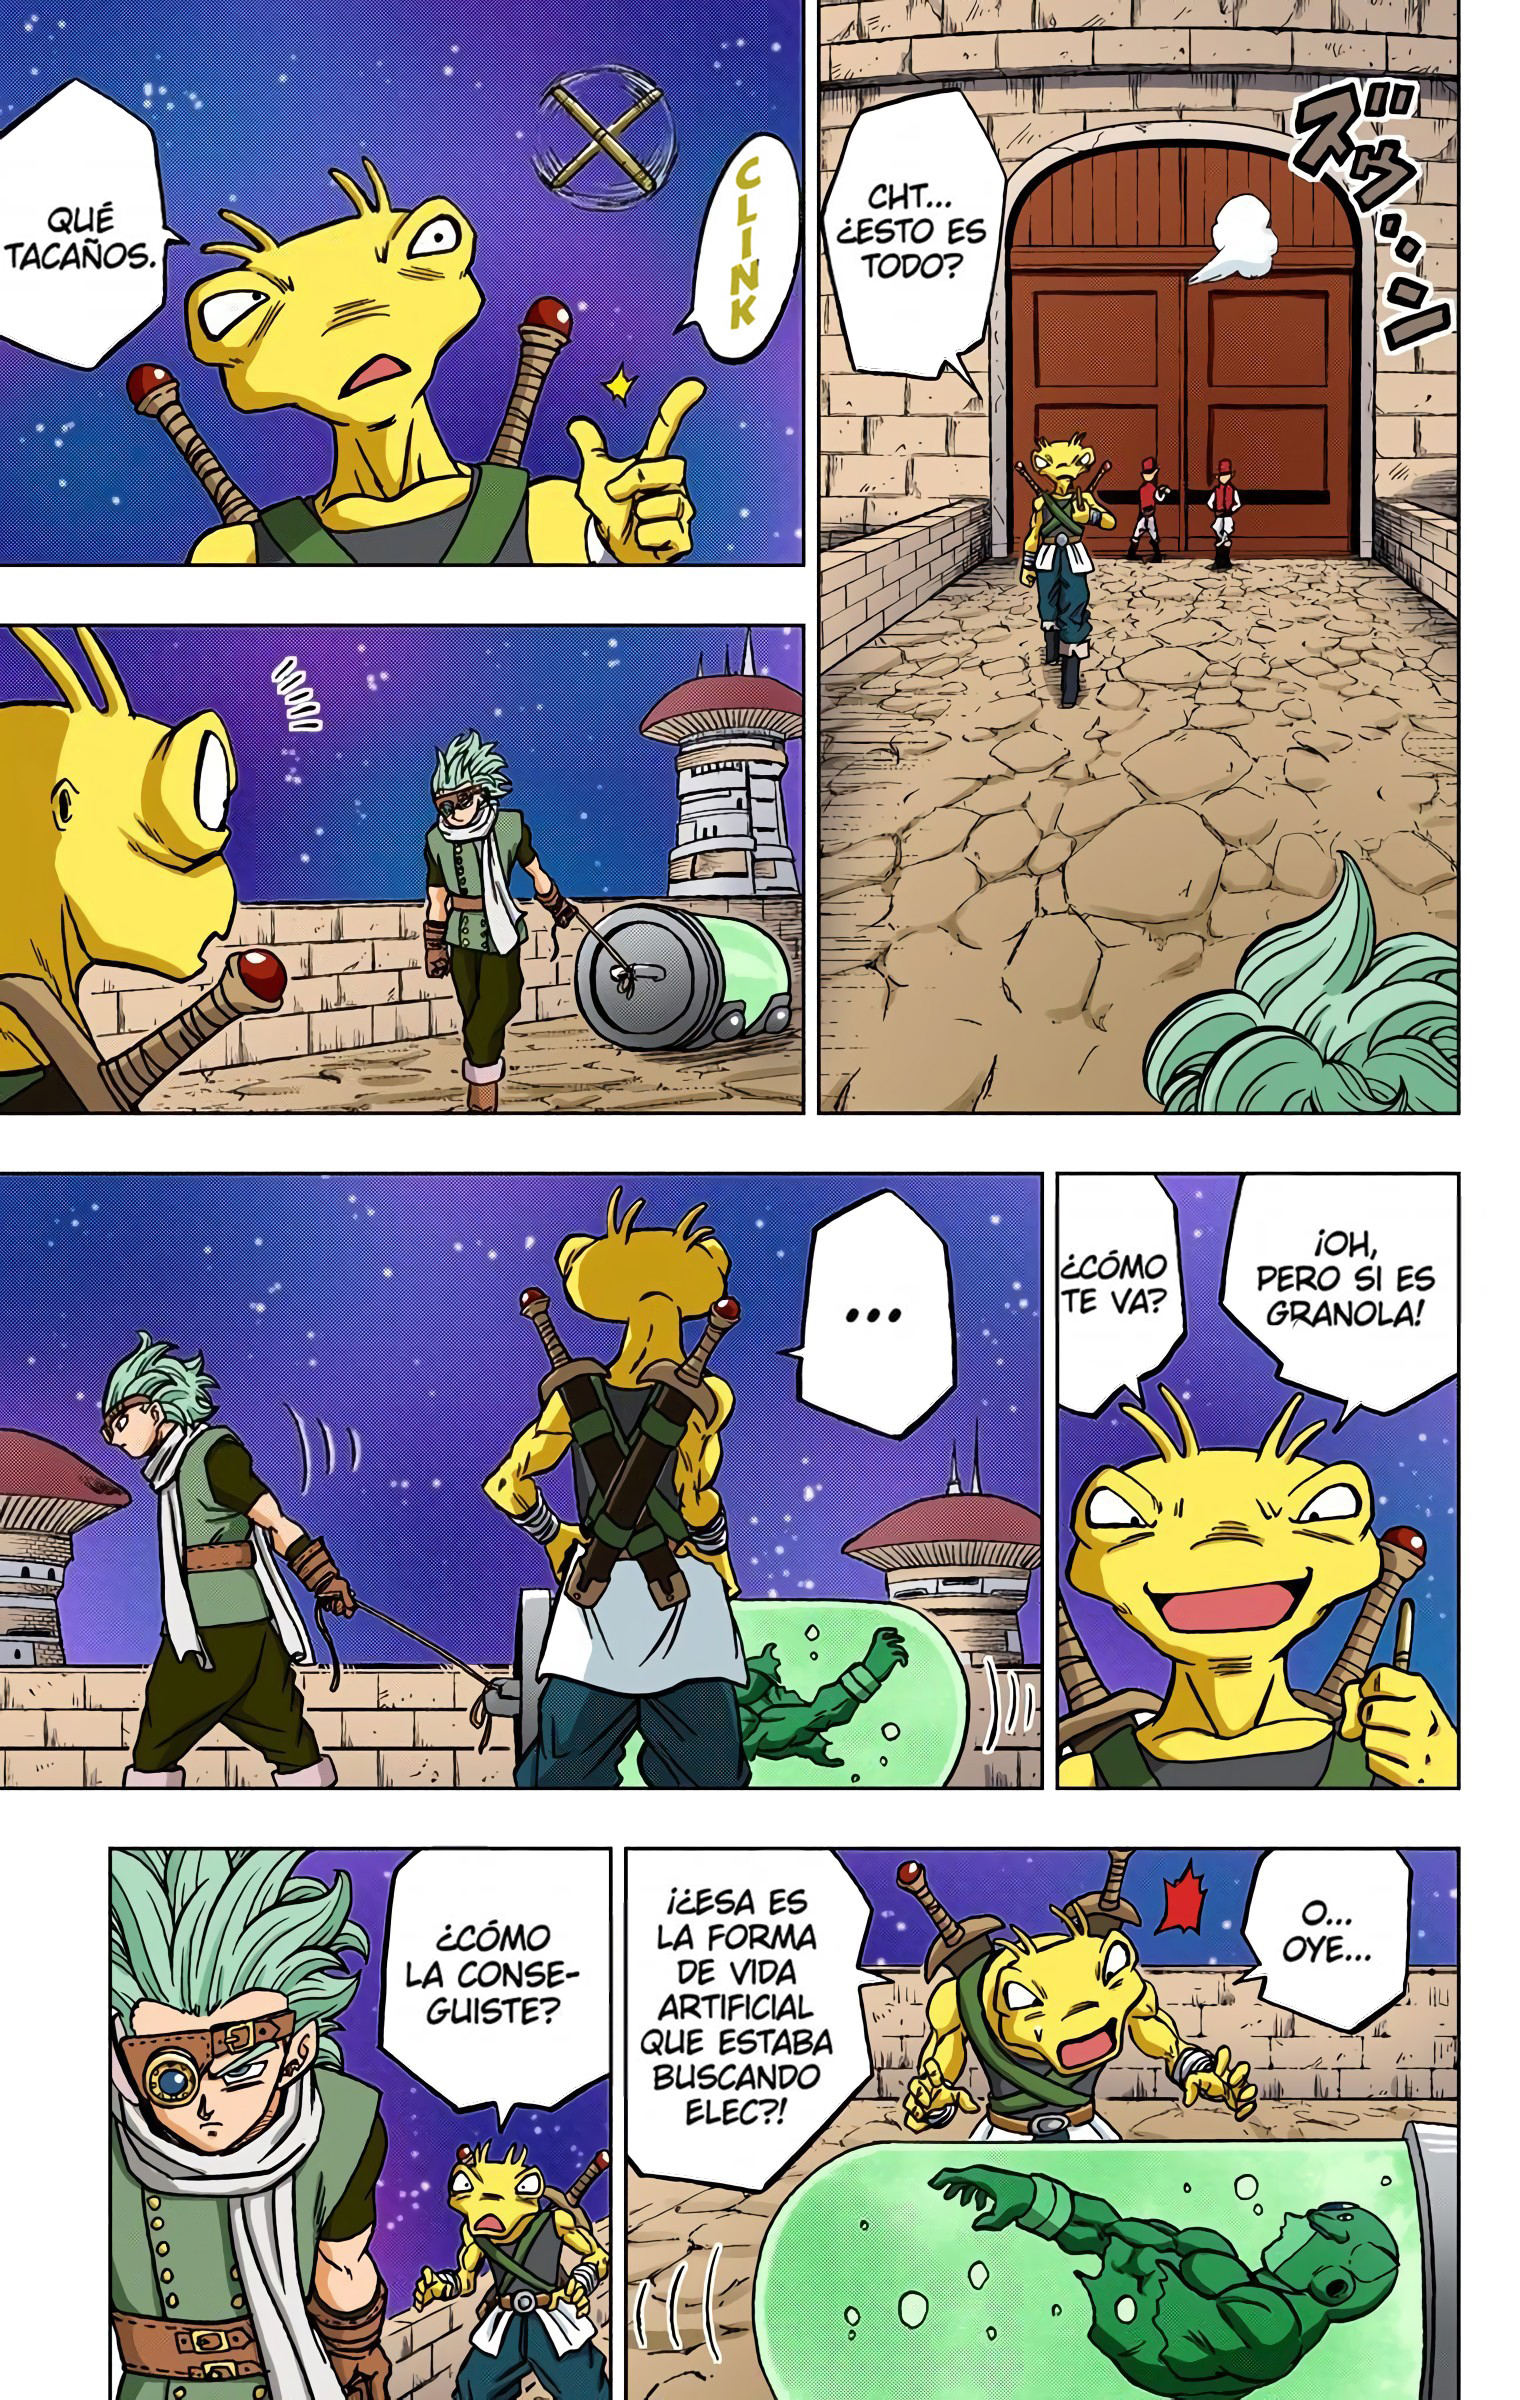 ズゥ・・ン
CHT...
¿ESTO ES
TODO?
CLINK
QUÉ
TACAÑOS.
¡OH,
PERO SI ES
GRANOLA!
¿CÓMO
TE VA?
...
O...
OYE...
¡¿ESA ES
LA FORMA
DE VIDA
ARTIFICIAL
QUE ESTABA
BUSCANDO
ELEC?!
¿CÓMO
LA CONSE-
GUISTE?